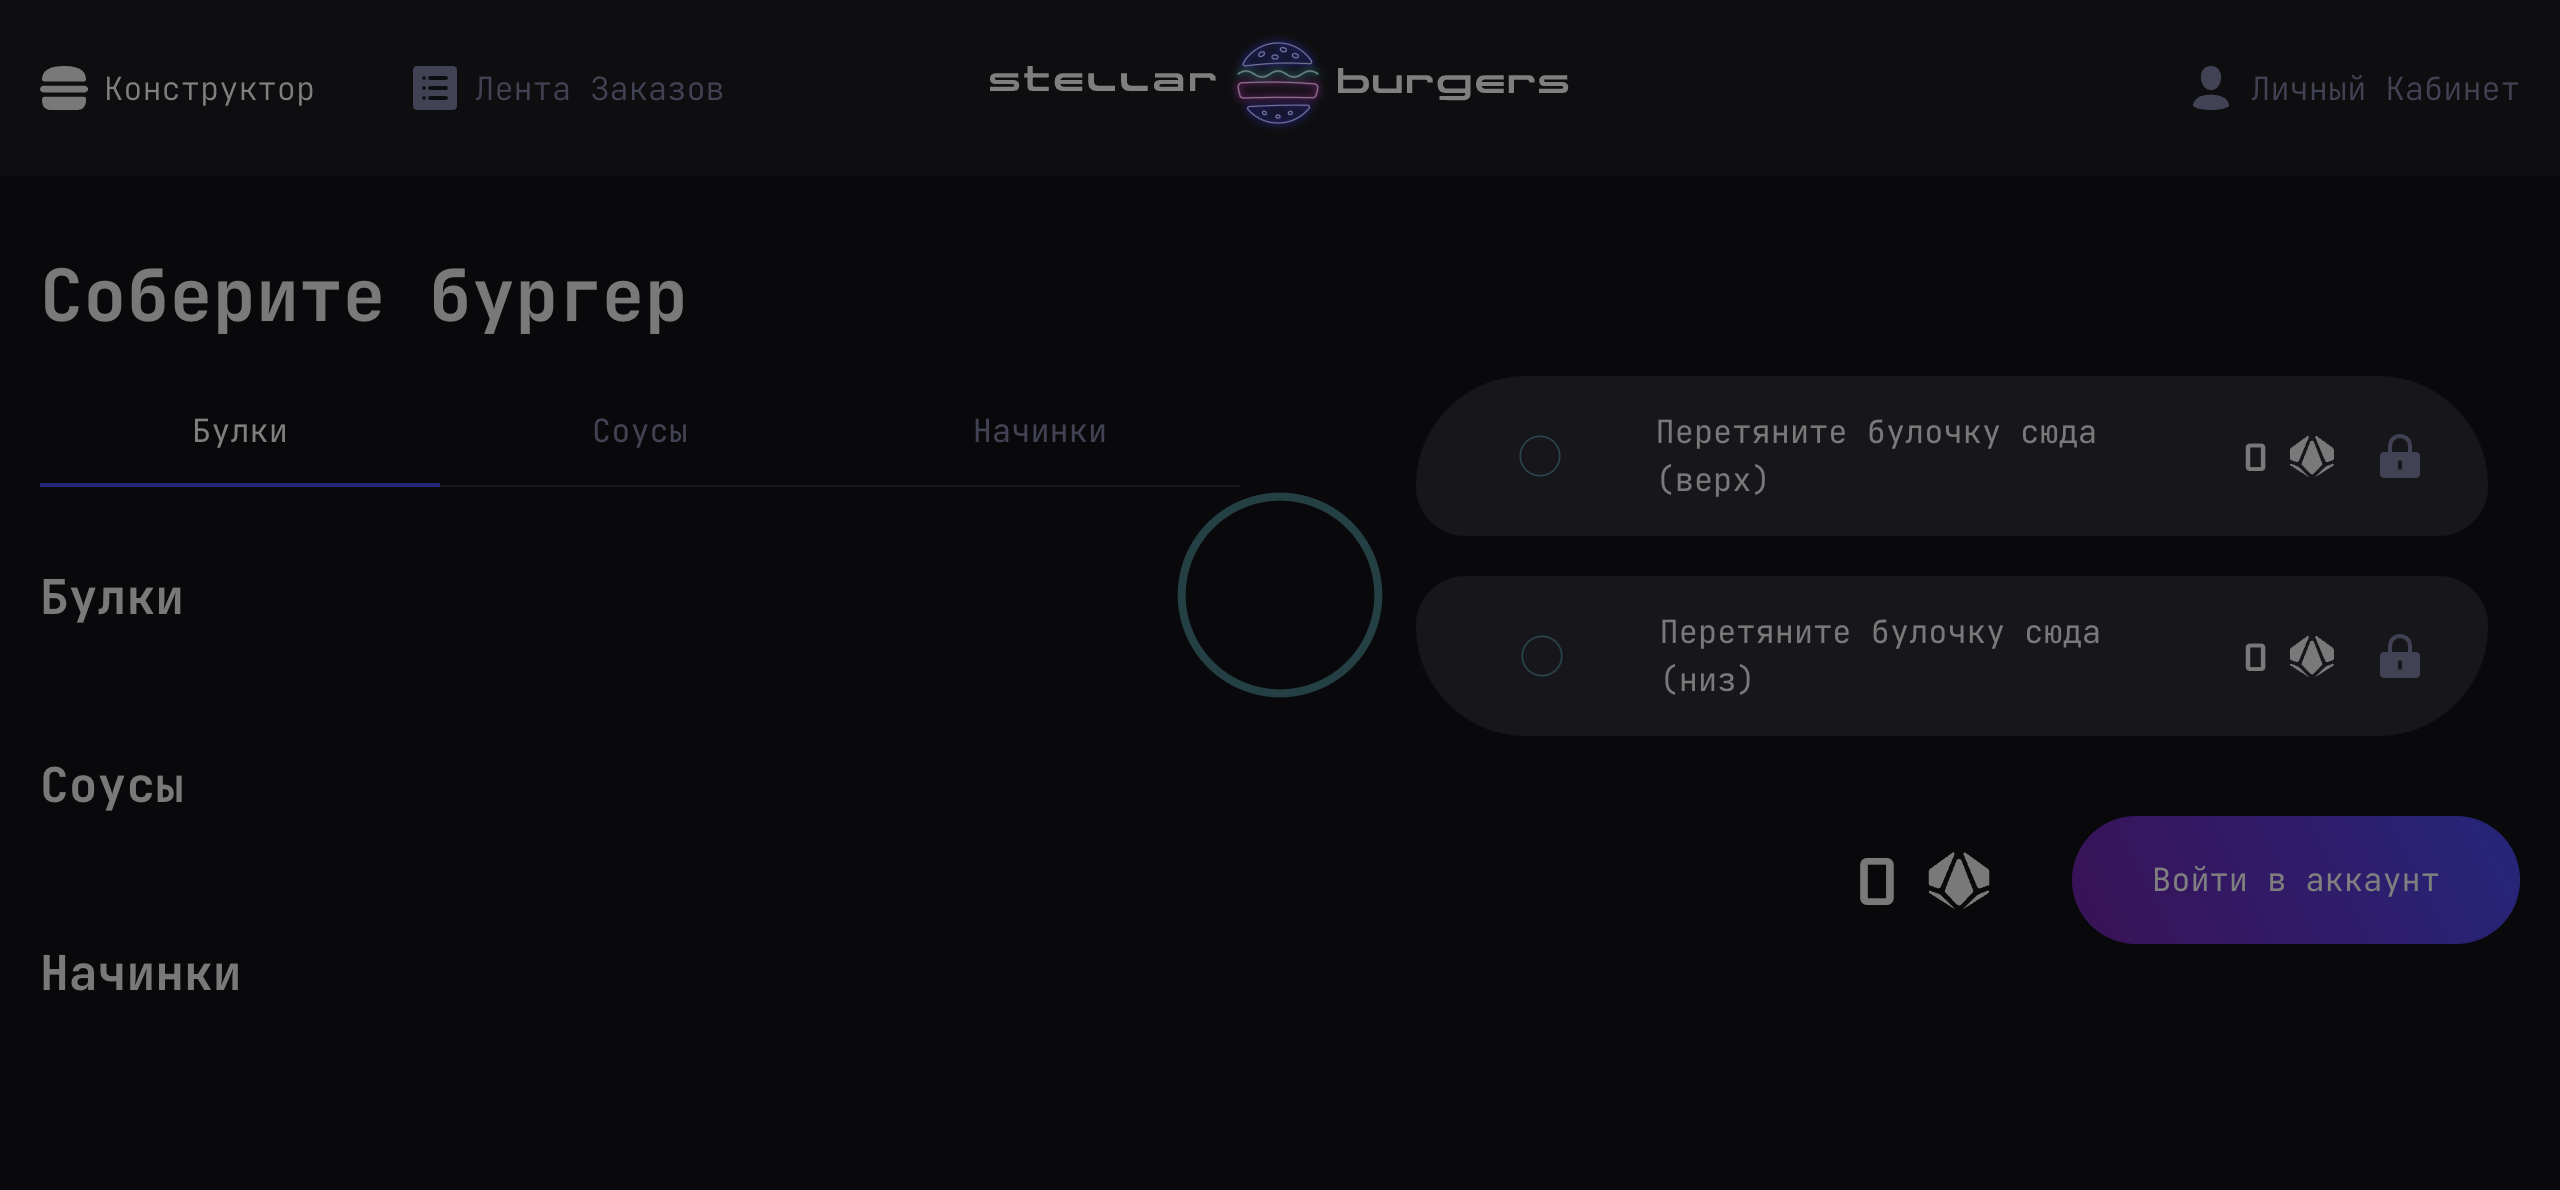 Конструктор
Лента Заказов
stellar burgers
Личный Кабинет
Соберите бургер
Булки
Соусы
Начинки
Перетяните булочку сюда
(верх)
0
Перетяните булочку сюда
(низ)
0
Булки
Соусы
Начинки
0
Войти в аккаунт